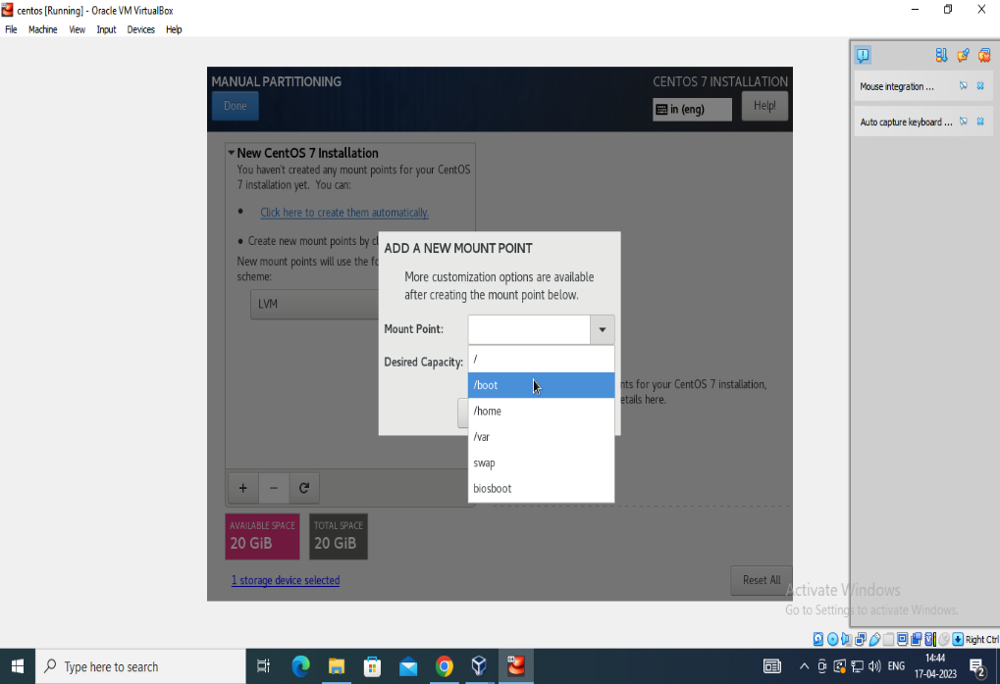 centos [Running] - Oracle VM VirtualBox
File Machine View Input Devices Help
MANUAL PARTITIONING
CENTOS 7 INSTALLATION
Done
in (eng)
Help!
Mouse integration ...
Auto capture keyboard ...
New CentOS 7 Installation
You haven't created any mount points for your CentOS
7 installation yet. You can:
• Click here to create them automatically.
• Create new mount points by cl
New mount points will use the fo
scheme:
LVM
ADD A NEW MOUNT POINT
More customization options are available
after creating the mount point below.
Mount Point:
Desired Capacity:
/
/boot
/home
/var
swap
biosboot
nts for your CentOS 7 installation,
etails here.
+ −
AVAILABLE SPACE
20 GiB
TOTAL SPACE
20 GiB
1 storage device selected
Reset All
Activate Windows
Go to Settings to activate Windows.
Right Ctrl
Type here to search
ENG
14:44
17-04-2023
2